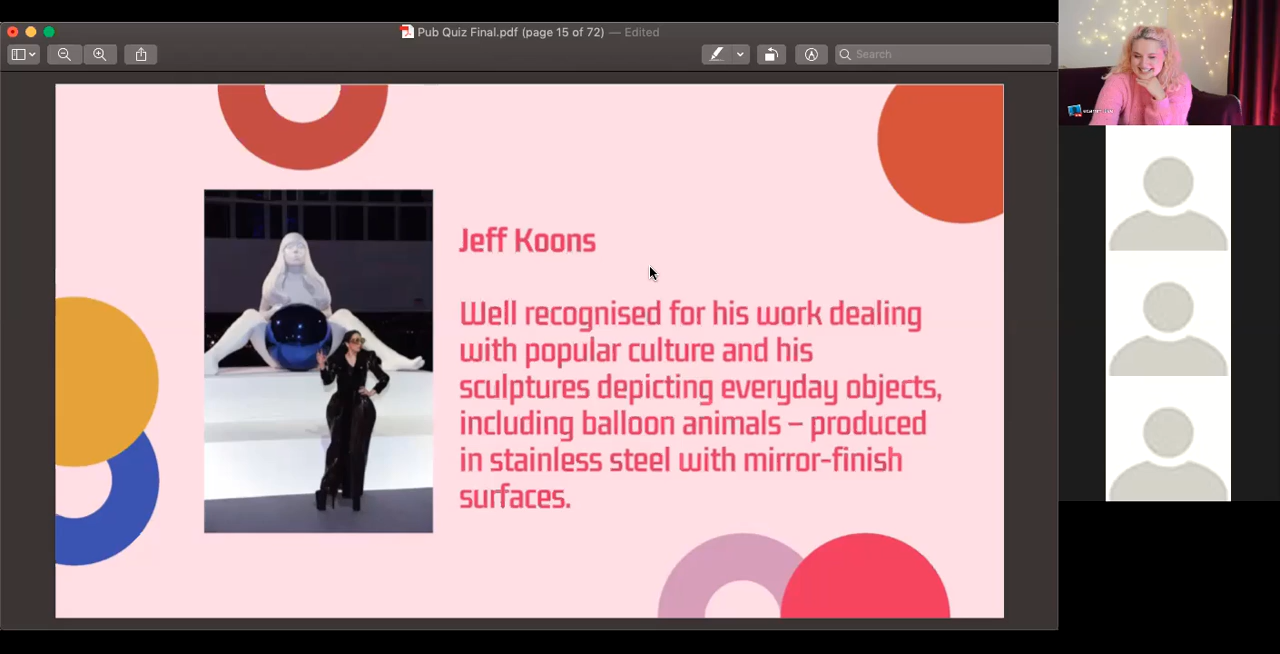 Pub Quiz Final.pdf (page 15 of 72) — Edited
Search
Jeff Koons
Well recognised for his work dealing
with popular culture and his
sculptures depicting everyday objects,
including balloon animals – produced
in stainless steel with mirror-finish
surfaces.